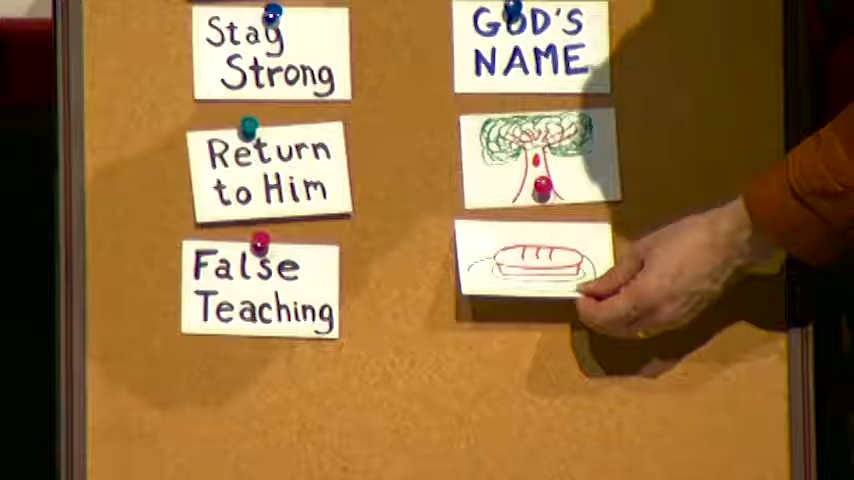 Stay
Strong
GOD'S
NAME
Return
to Him
False
Teaching